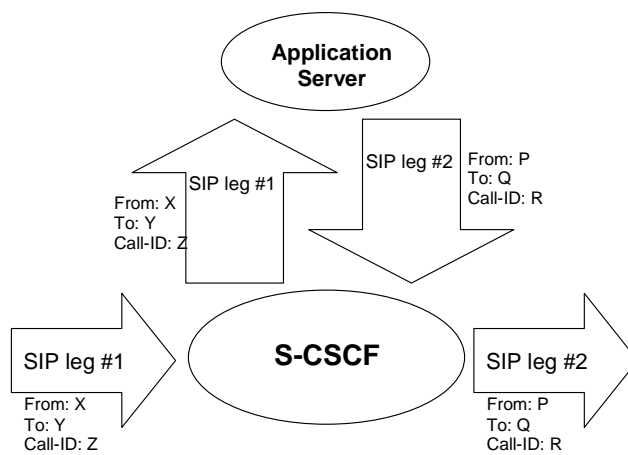 Application
Server
SIP leg #1
From: X
To: Y
Call-ID: Z
SIP leg #2
From: P
To: Q
Call-ID: R
S-CSCF
SIP leg #1
From: X
To: Y
Call-ID: Z
SIP leg #2
From: P
To: Q
Call-ID: R